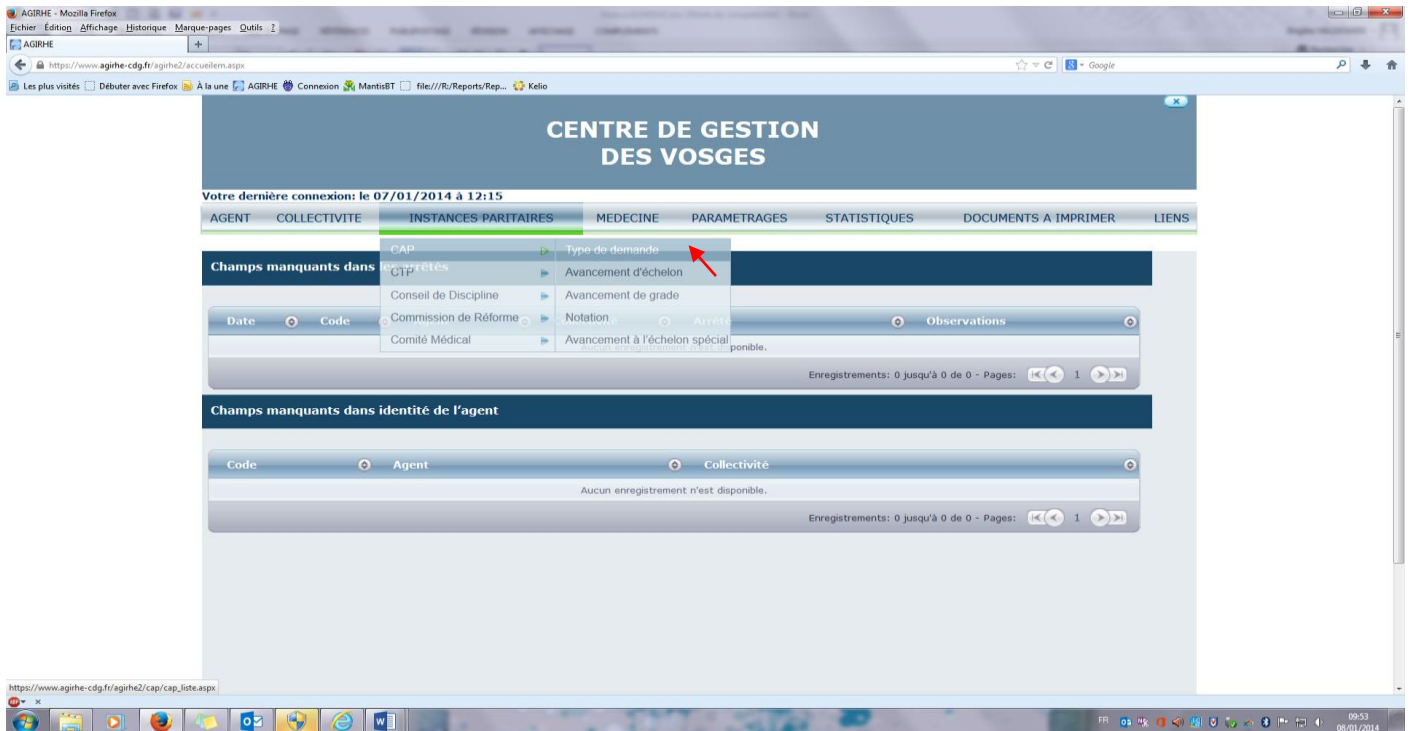 AGIRHE - Mozilla Firefox
Fichier Édition Affichage Historique Marque-pages Outils ?
AGIRHE
https://www.agirhe-cdg.fr/agirhe2/accueilem.aspx
Google
Les plus visités Débuter avec Firefox À la une AGIRHE Connexion MantisBT file:///R:/Reports/Rep... Kelio
CENTRE DE GESTION
DES VOSGES
Votre dernière connexion: le 07/01/2014 à 12:15
AGENT COLLECTIVITE INSTANCES PARITAIRES MEDECINE PARAMETRAGES STATISTIQUES DOCUMENTS A IMPRIMER LIENS
CAP Type de demande
Champs manquants dans les arrêtés
CTP Avancement d'échelon
Conseil de Discipline Avancement de grade
Date Code Observations
Commission de Réforme Notation
Comité Médical Avancement à l'échelon spécial
Aucun enregistrement n'est disponible.
Enregistrements: 0 jusqu'à 0 de 0 - Pages: 1
Champs manquants dans identité de l'agent
Code Agent Collectivité
Aucun enregistrement n'est disponible.
Enregistrements: 0 jusqu'à 0 de 0 - Pages: 1
https://www.agirhe-cdg.fr/agirhe2/cap/cap_liste.aspx
FR 09:53
08/01/2014